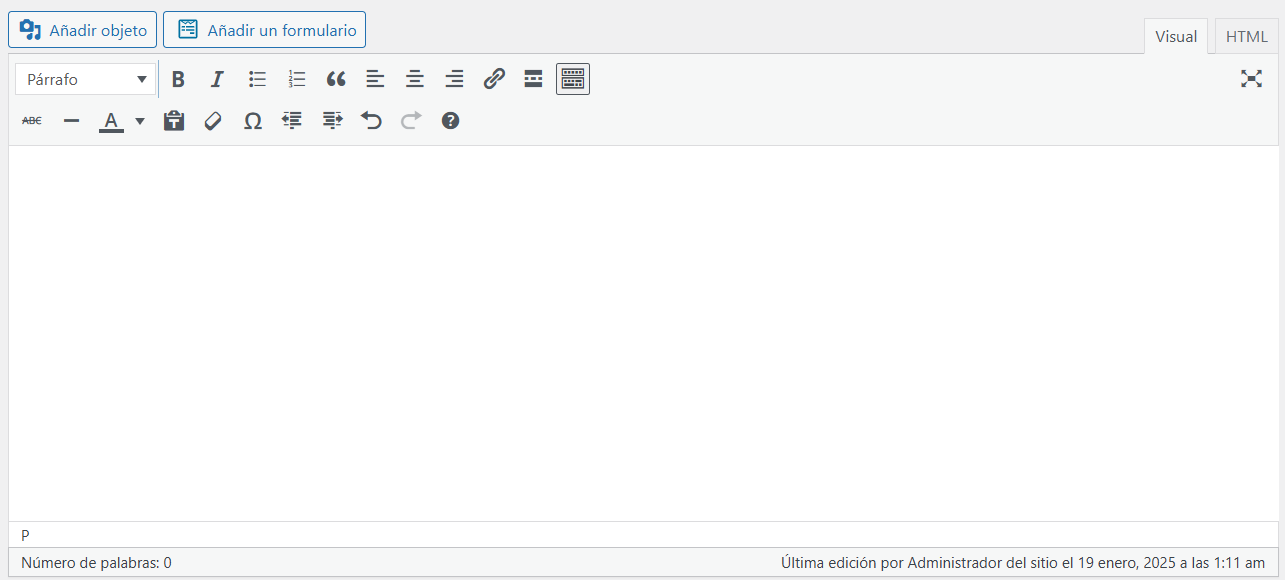 Añadir objeto Añadir un formulario
Visual HTML
Párrafo
ABC
P
Número de palabras: 0
Última edición por Administrador del sitio el 19 enero, 2025 a las 1:11 am